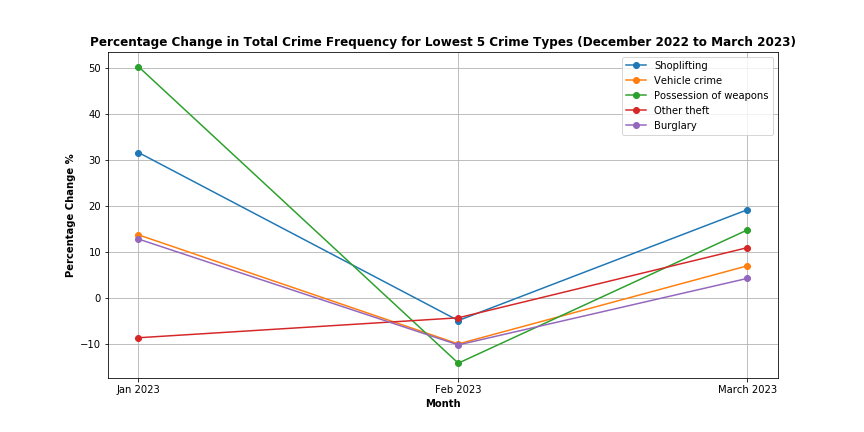 Percentage Change in Total Crime Frequency for Lowest 5 Crime Types (December 2022 to March 2023)
Shoplifting
Vehicle crime
Possession of weapons
Other theft
Burglary
Percentage Change %
50
40
30
20
10
0
−10
Jan 2023
Feb 2023
March 2023
Month